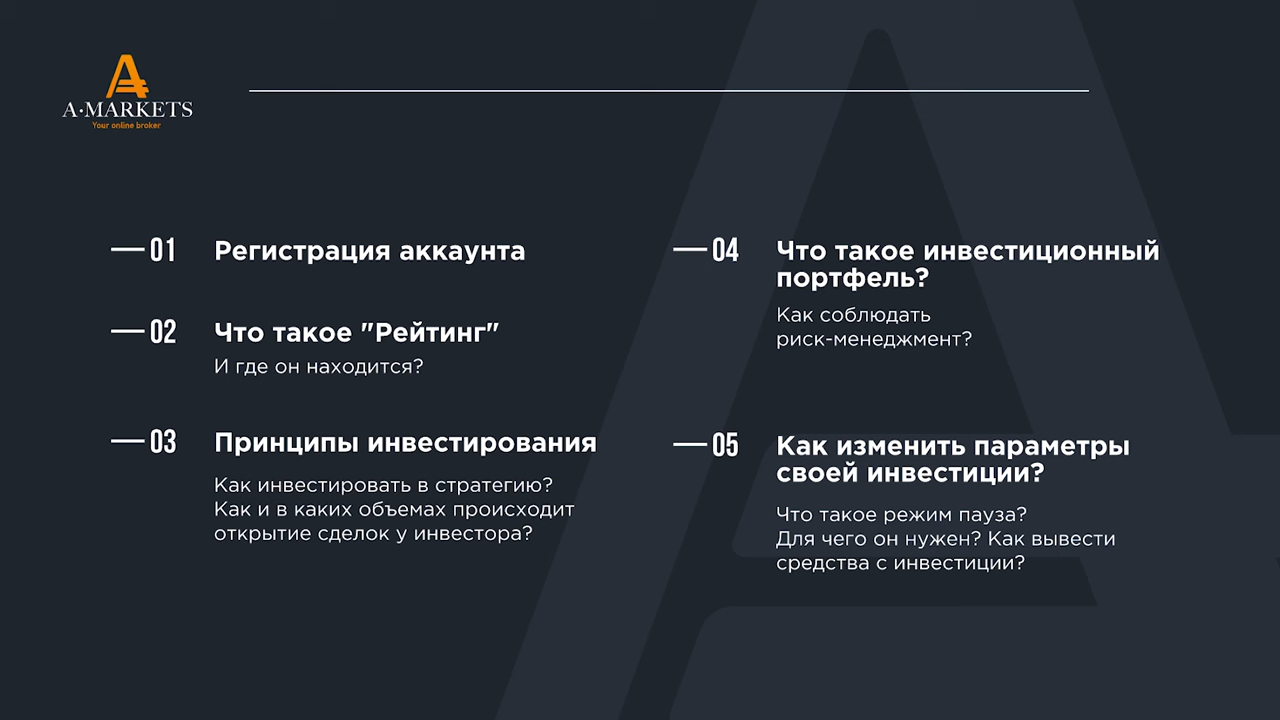 A·MARKETS
Your online broker
01 Регистрация аккаунта
02 Что такое "Рейтинг"
И где он находится?
03 Принципы инвестирования
Как инвестировать в стратегию?
Как и в каких объемах происходит
открытие сделок у инвестора?
04 Что такое инвестиционный
портфель?
Как соблюдать
риск-менеджмент?
05 Как изменить параметры
своей инвестиции?
Что такое режим пауза?
Для чего он нужен? Как вывести
средства с инвестиции?